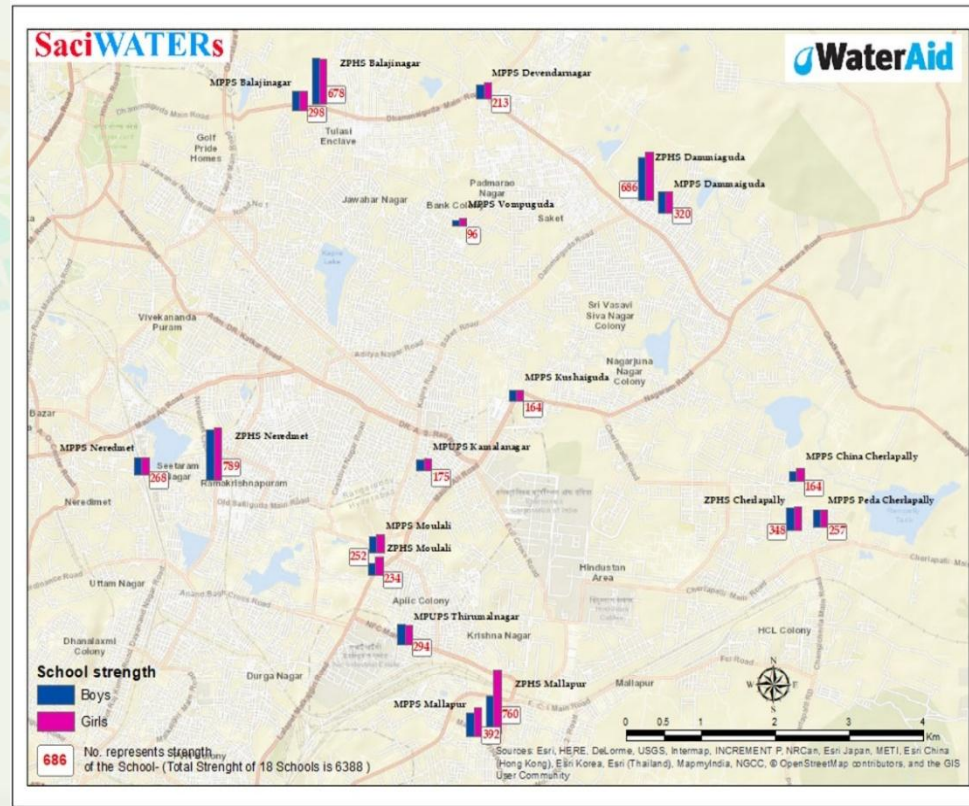 SaciWATERs
WaterAid
ZPHS Balajinagar
MPPS Balajinagar
678
298
MPPS Devendarnagar
213
Dhammaiguda Main Road
Tulasi
Enclave
Golf
Pride
Homes
ZPHS Dammiaguda
686
MPPS Dammaiguda
320
Padmarao
Nagar
Jawahar Nagar
MPPS Vompuguda
Saket
96
Vivekananda
Puram
Sri Vasavi
Siva Nagar
Colony
Nagarjuna
Nagar
Colony
MPPS Kushaiguda
164
Bazar
MPPS Neredmet
268
ZPHS Neredmet
789
Neredimet
MPUPS Kamalanagar
175
MPPS China Cherlapally
164
ZPHS Cherlapally
348
MPPS Peda Cherlapally
257
MPPS Moulali
252
ZPHS Moulali
234
Hindustan
Area
Uttam Nagar
MPUPS Thirumalnagar
294
Krishna Nagar
HCL Colony
Dhanalaxmi
Colony
Durga Nagar
ZPHS Mallapur
760
Mallapur
MPPS Mallapur
392
School strength
Boys
Girls
686
No. represents strength
of the School- (Total Strenght of 18 Schools is 6388 )
N
W
E
S
0 0.5 1 2 3 4
Km
Sources: Esri, HERE, DeLorme, USGS, Intermap, INCREMENT P, NRCan, Esri Japan, METI, Esri China
(Hong Kong), Esri Korea, Esri (Thailand), MapmyIndia, NGCC, © OpenStreetMap contributors, and the GIS
User Community